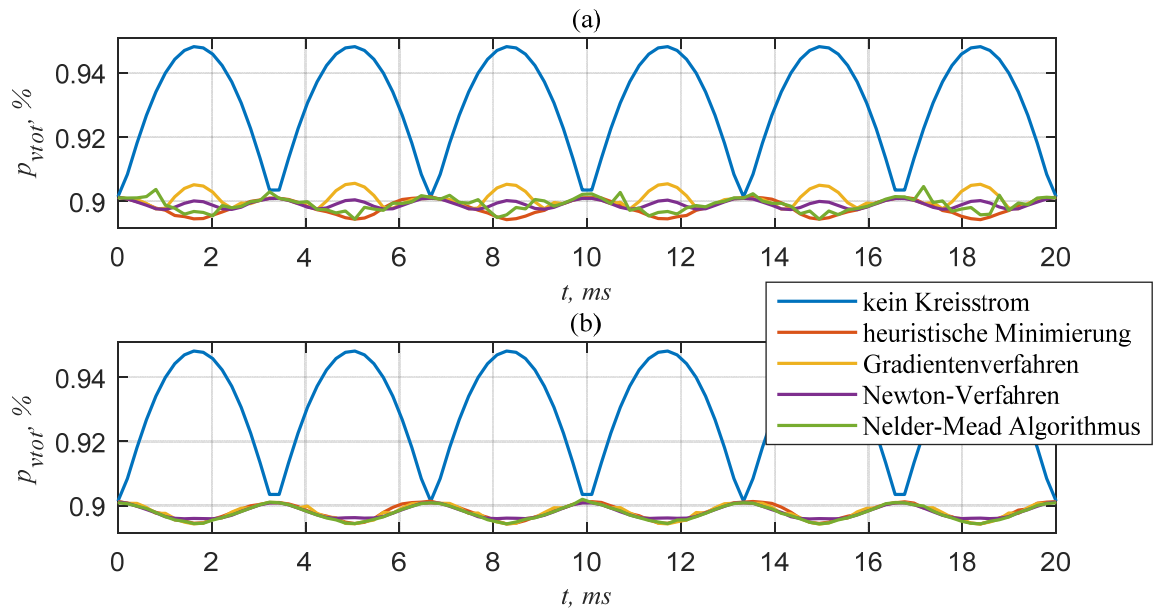 (a)
p_vtot, %
0.94
0.92
0.9
0 2 4 6 8 10 12 14 16 18 20
t, ms
kein Kreisstrom
heuristische Minimierung
Gradientenverfahren
Newton-Verfahren
Nelder-Mead Algorithmus
(b)
p_vtot, %
0.94
0.92
0.9
0 2 4 6 8 10 12 14 16 18 20
t, ms